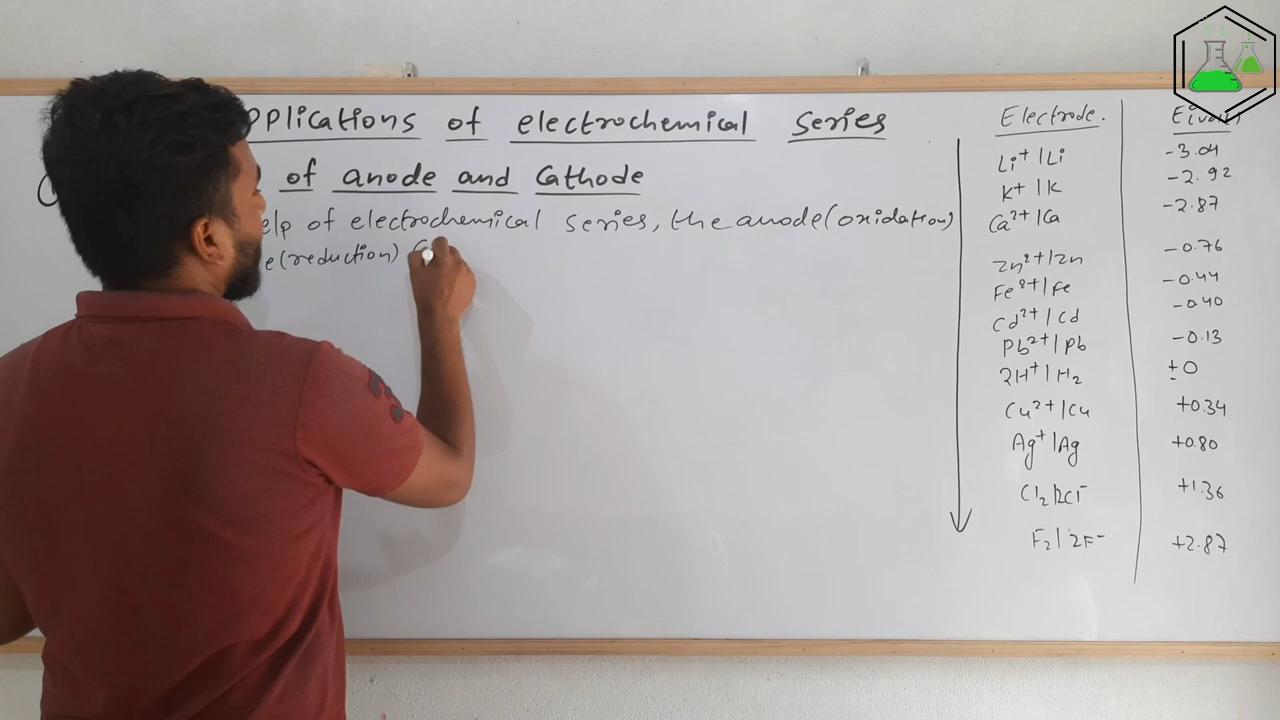 pplications of electrochemical series
of anode and Cathode
elp of electrochemical series, the anode(oxidation)
e(reduction)
Electrode.
Li⁺|Li -3.04
K⁺|K -2.92
Ca²⁺|Ca -2.87
Zn²⁺|Zn -0.76
Fe²⁺|Fe -0.44
Cd²⁺|Cd -0.40
Pb²⁺|Pb -0.13
2H⁺|H₂ ±0
Cu²⁺|Cu +0.34
Ag⁺|Ag +0.80
Cl₂|2Cl⁻ +1.36
F₂|2F⁻ +2.87